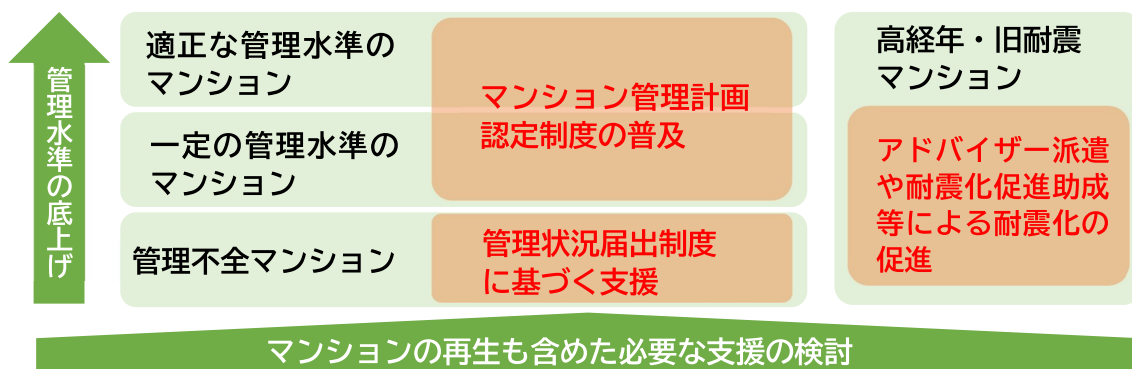 管理水準の底上げ
適正な管理水準の
マンション
一定の管理水準の
マンション
管理不全マンション
マンション管理計画
認定制度の普及
管理状況届出制度
に基づく支援
高経年・旧耐震
マンション
アドバイザー派遣
や耐震化促進助成
等による耐震化の
促進
マンションの再生も含めた必要な支援の検討